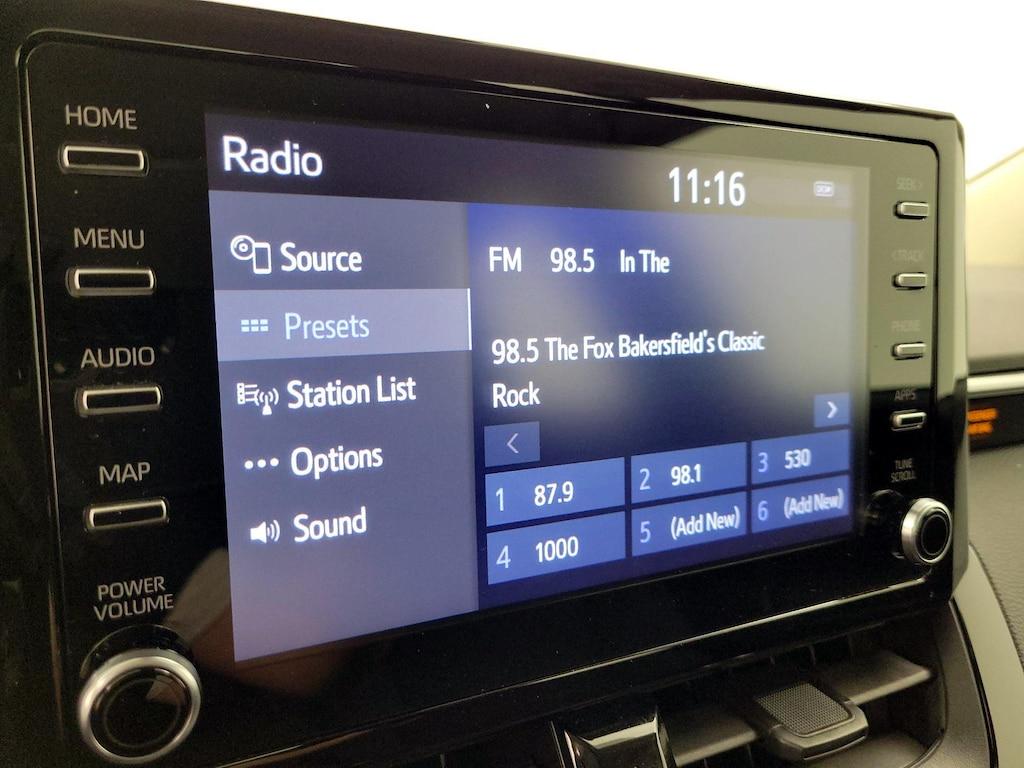 HOME
MENU
AUDIO
MAP
POWER
VOLUME
Radio
11:16
Source
Presets
Station List
Options
Sound
FM 98.5 In The
98.5 The Fox Bakersfield's Classic
Rock
<
>
1 87.9
2 98.1
3 530
4 1000
5 (Add New)
6 (Add New)
SEEK >
< TRACK
PHONE
APPS
TUNE
SCROLL